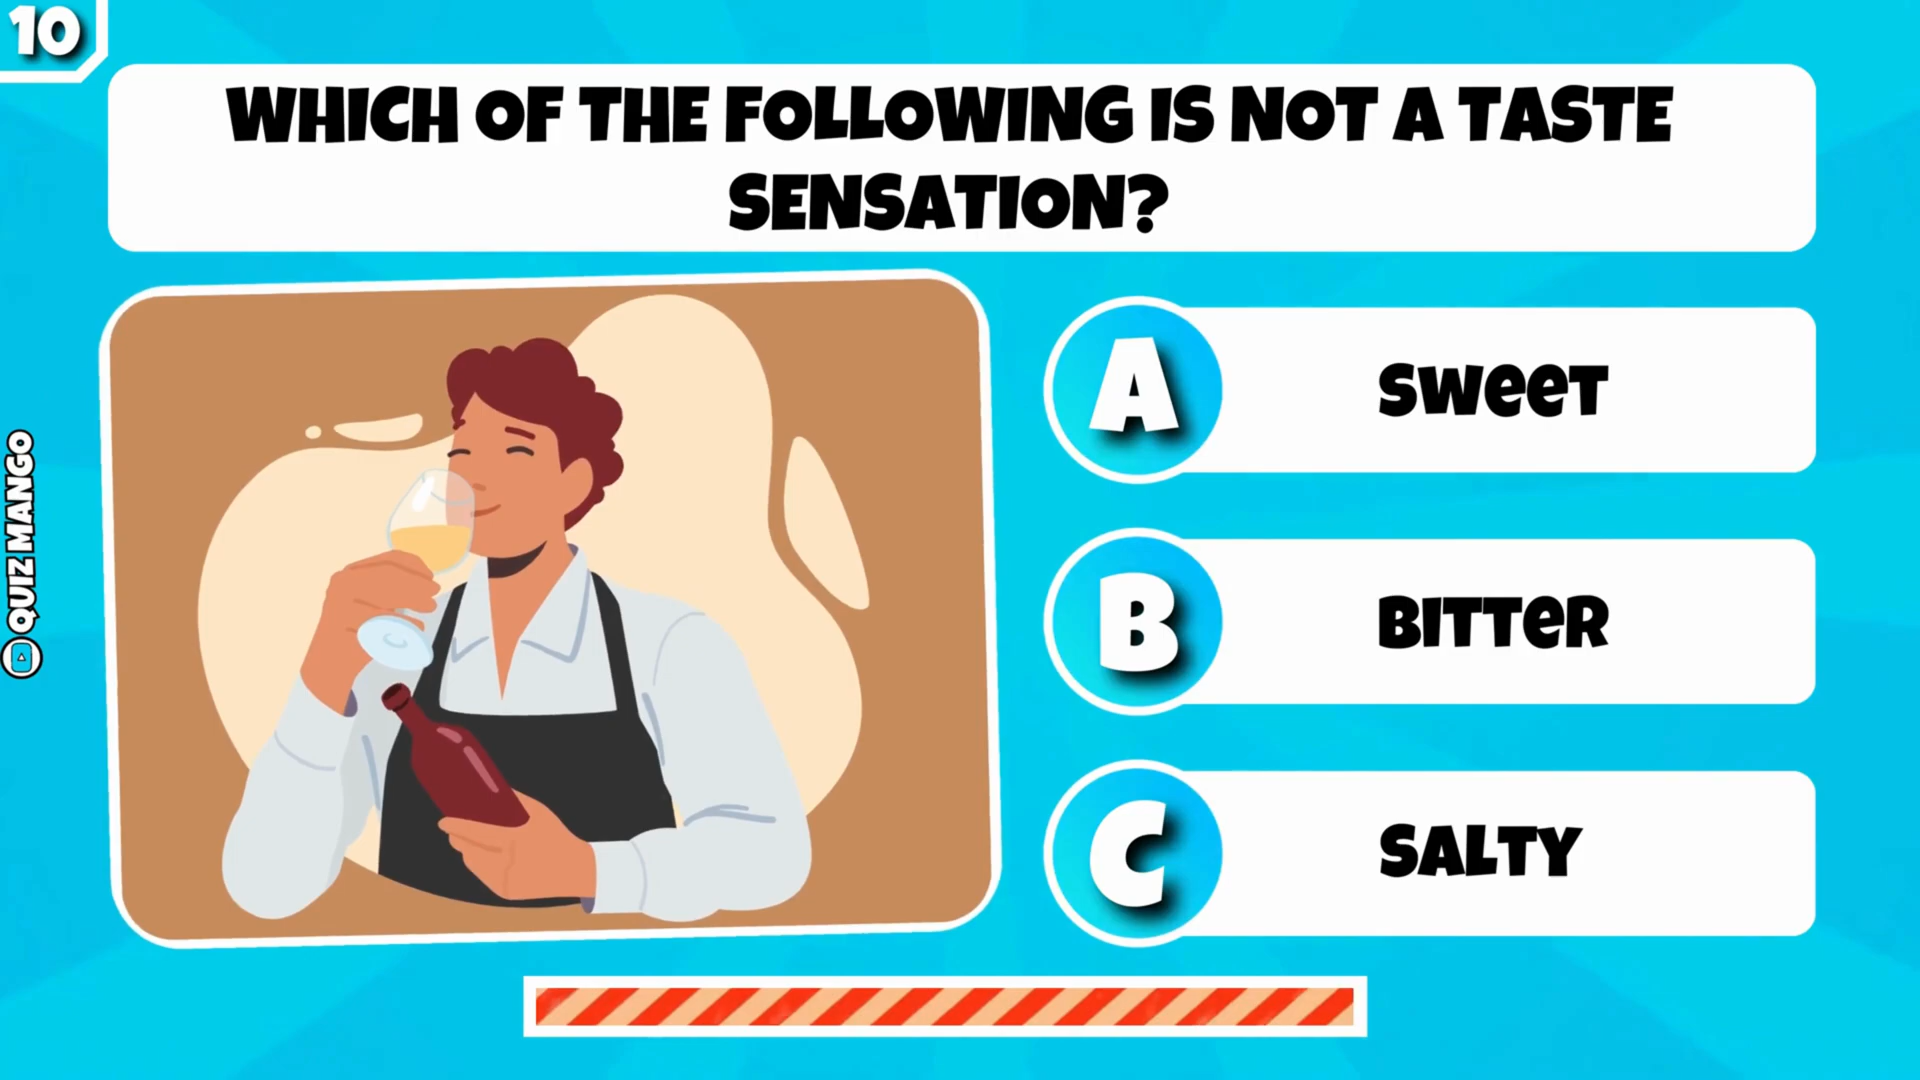 10
WHICH OF THE FOLLOWING IS NOT A TASTE
SENSATION?
A
SWeeT
B
BITTeR
C
SALTY
QUIZ MANGO